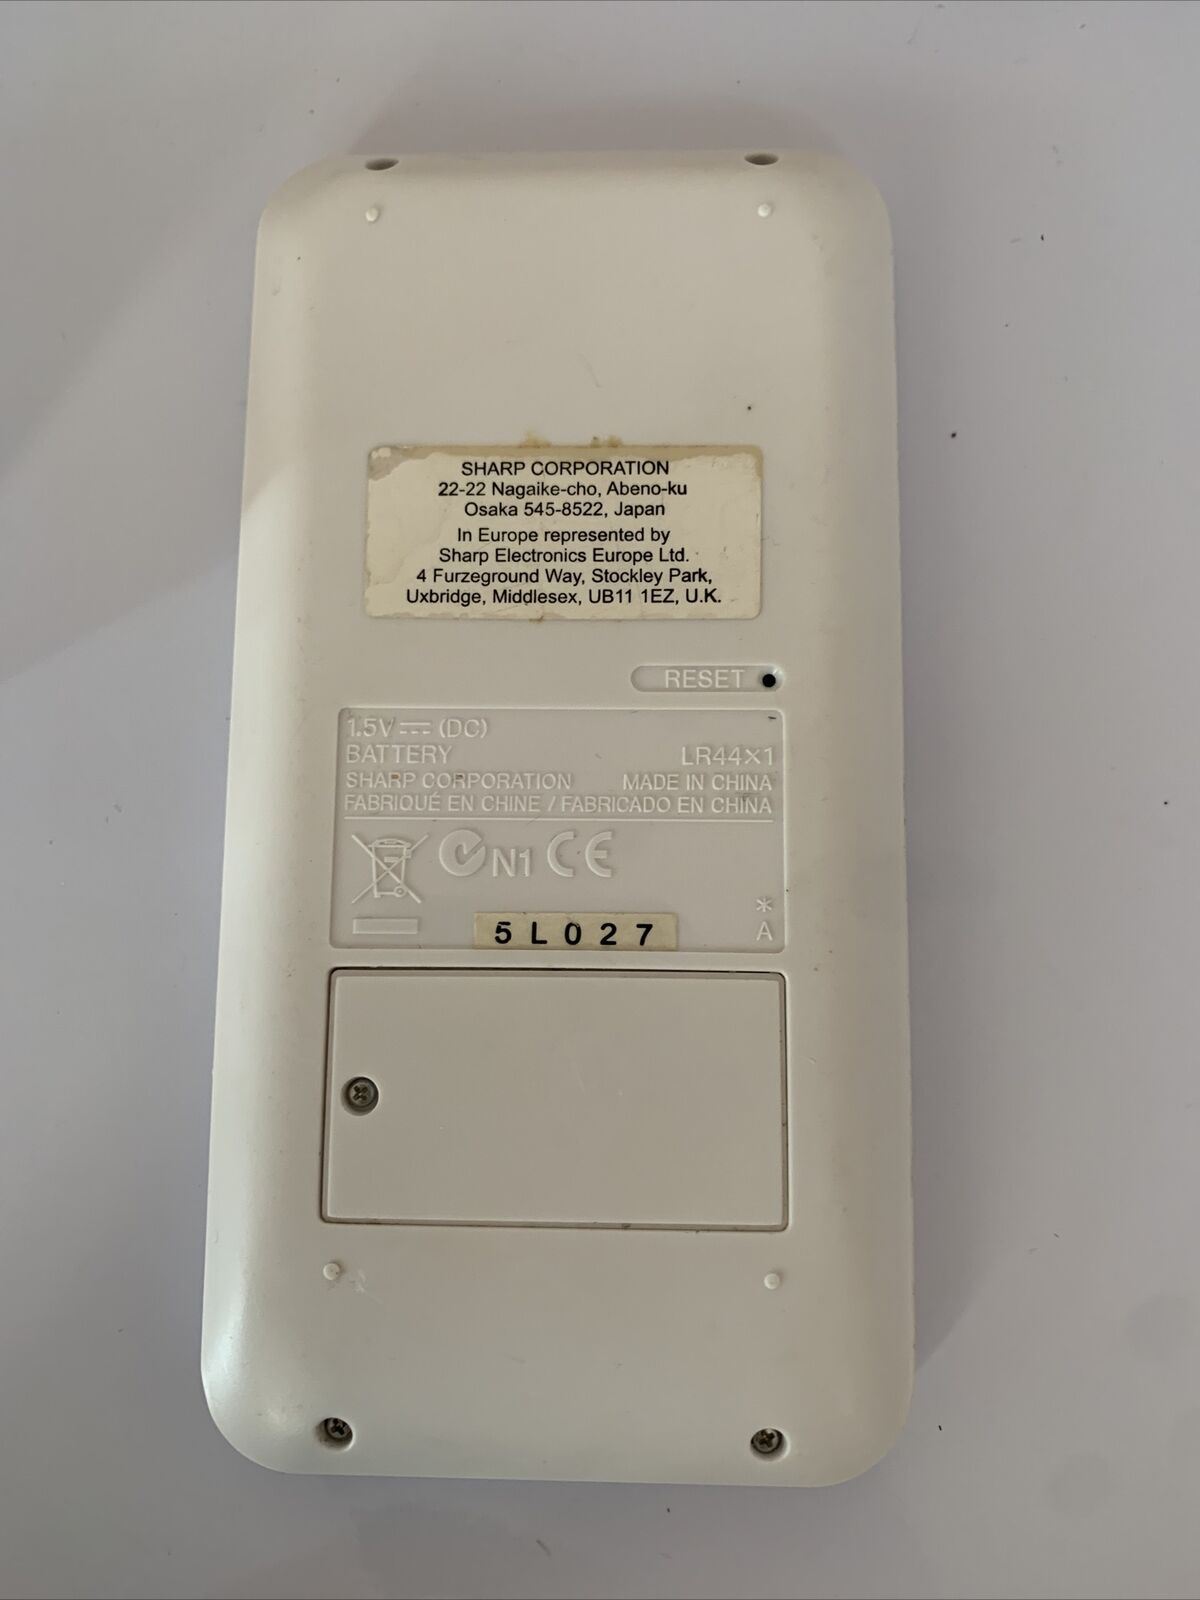 SHARP CORPORATION
22-22 Nagaike-cho, Abeno-ku
Osaka 545-8522, Japan
In Europe represented by
Sharp Electronics Europe Ltd.
4 Furzeground Way, Stockley Park,
Uxbridge, Middlesex, UB11 1EZ, U.K.
RESET
1.5V⎓(DC)
BATTERY LR44×1
SHARP CORPORATION MADE IN CHINA
FABRIQUÉ EN CHINE / FABRICADO EN CHINA
N1 CE
*
5L027 A